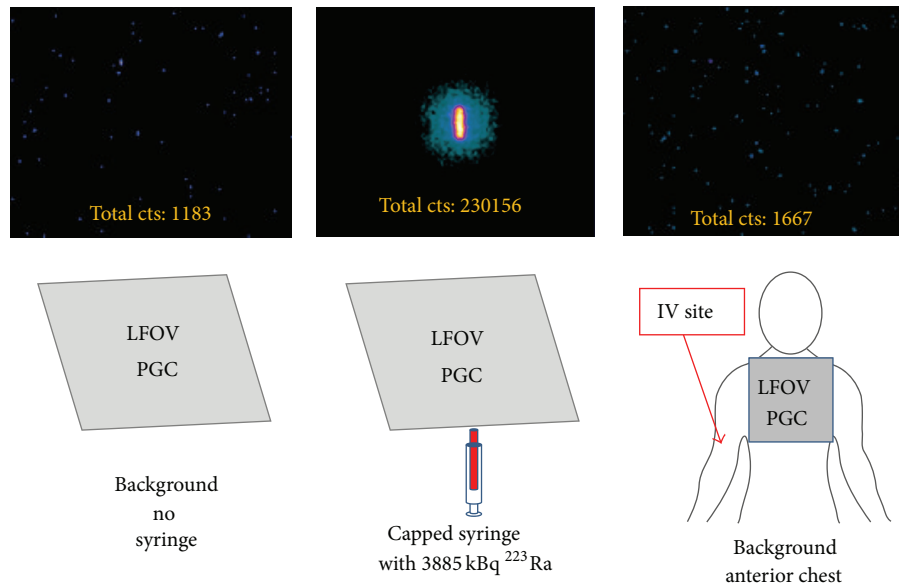 Total cts: 1183
Total cts: 230156
Total cts: 1667
LFOV
PGC
LFOV
PGC
IV site
LFOV
PGC
Background
no
syringe
Capped syringe
with 3885 kBq ²²³Ra
Background
anterior chest